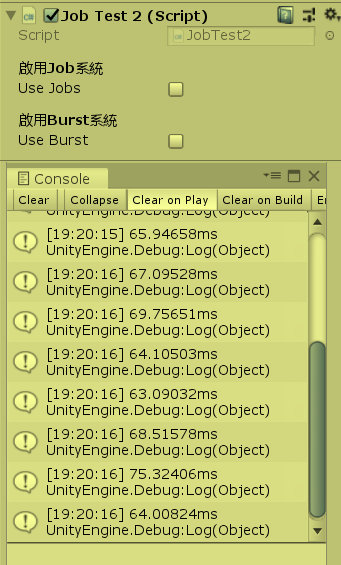 Job Test 2 (Script)
Script JobTest2
啟用Job系統
Use Jobs
啟用Burst系統
Use Burst
Console
Clear Collapse Clear on Play Clear on Build
UnityEngine.Debug:Log(Object)
[19:20:15] 65.94658ms
UnityEngine.Debug:Log(Object)
[19:20:16] 67.09528ms
UnityEngine.Debug:Log(Object)
[19:20:16] 69.75651ms
UnityEngine.Debug:Log(Object)
[19:20:16] 64.10503ms
UnityEngine.Debug:Log(Object)
[19:20:16] 63.09032ms
UnityEngine.Debug:Log(Object)
[19:20:16] 68.51578ms
UnityEngine.Debug:Log(Object)
[19:20:16] 75.32406ms
UnityEngine.Debug:Log(Object)
[19:20:16] 64.00824ms
UnityEngine.Debug:Log(Object)